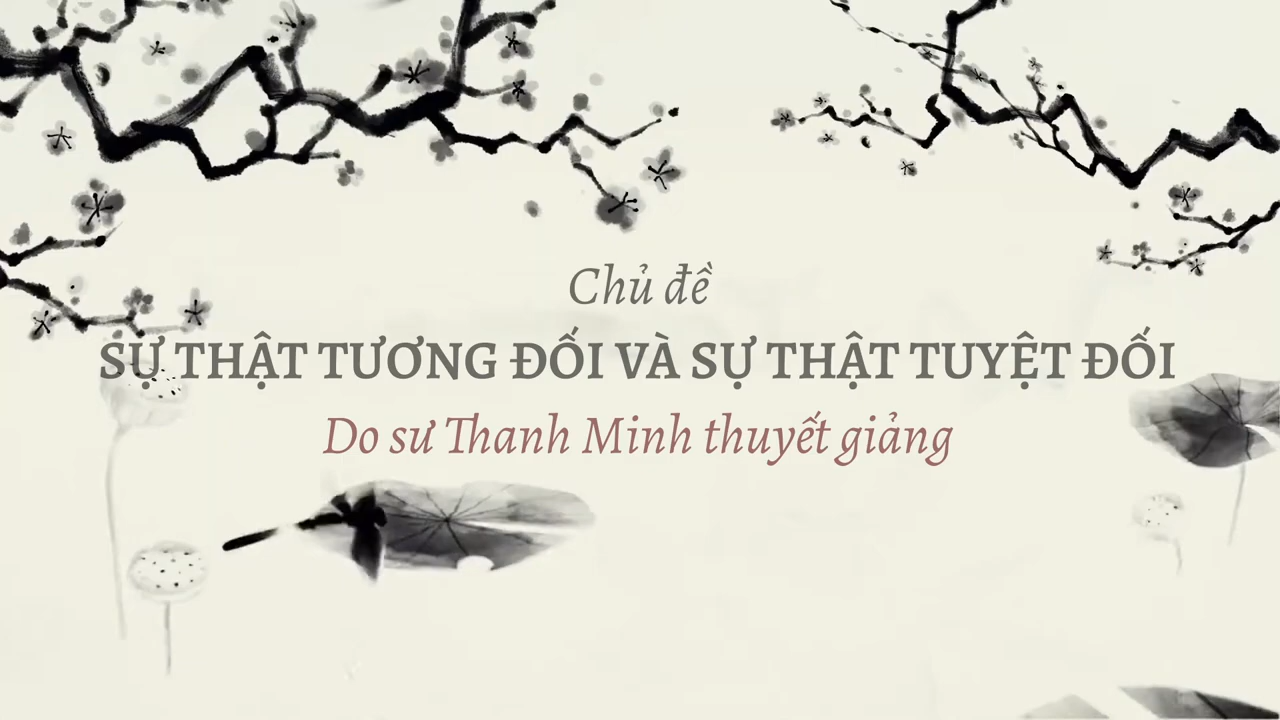 Chủ đề
SỰ THẬT TƯƠNG ĐỐI VÀ SỰ THẬT TUYỆT ĐỐI
Do sư Thanh Minh thuyết giảng